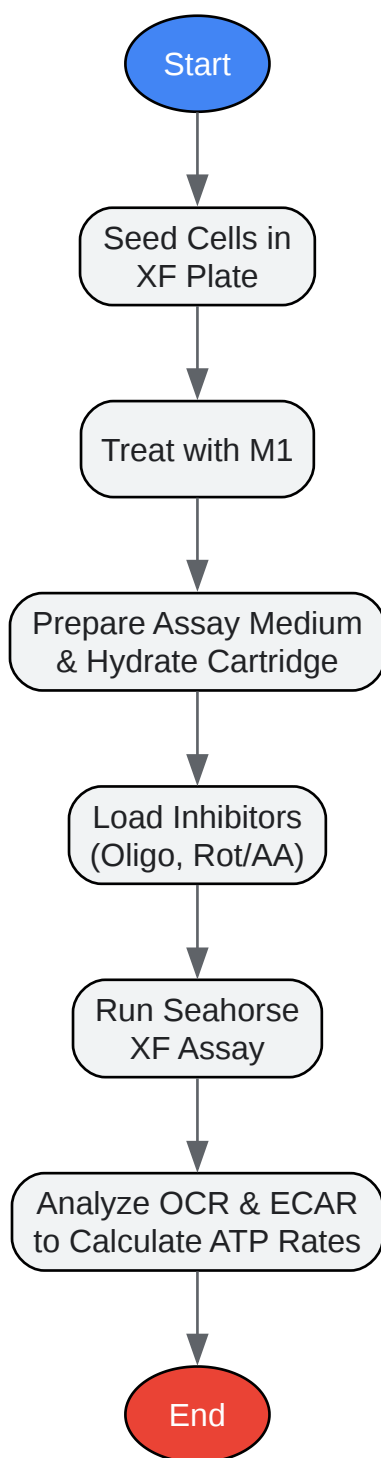 Start
Seed Cells in
XF Plate
Treat with M1
Prepare Assay Medium
& Hydrate Cartridge
Load Inhibitors
(Oligo, Rot/AA)
Run Seahorse
XF Assay
Analyze OCR & ECAR
to Calculate ATP Rates
End